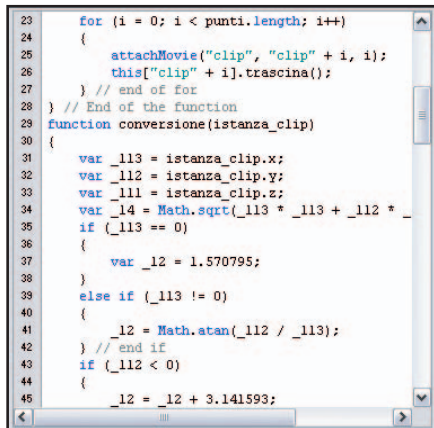 23 for (i = 0; i < punti.length; i++)
24 {
25 attachMovie("clip", "clip" + i, i);
26 this["clip" + i].trascina();
27 } // end of for
28 } // End of the function
29 function conversione(istanza_clip)
30 {
31 var _l13 = istanza_clip.x;
32 var _l12 = istanza_clip.y;
33 var _l11 = istanza_clip.z;
34 var _l4 = Math.sqrt(_l13 * _l13 + _l12 * _
35 if (_l13 == 0)
36 {
37 var _l2 = 1.570795;
38 }
39 else if (_l13 != 0)
40 {
41 _l2 = Math.atan(_l12 / _l13);
42 } // end if
43 if (_l12 < 0)
44 {
45 _l2 = _l2 + 3.141593;